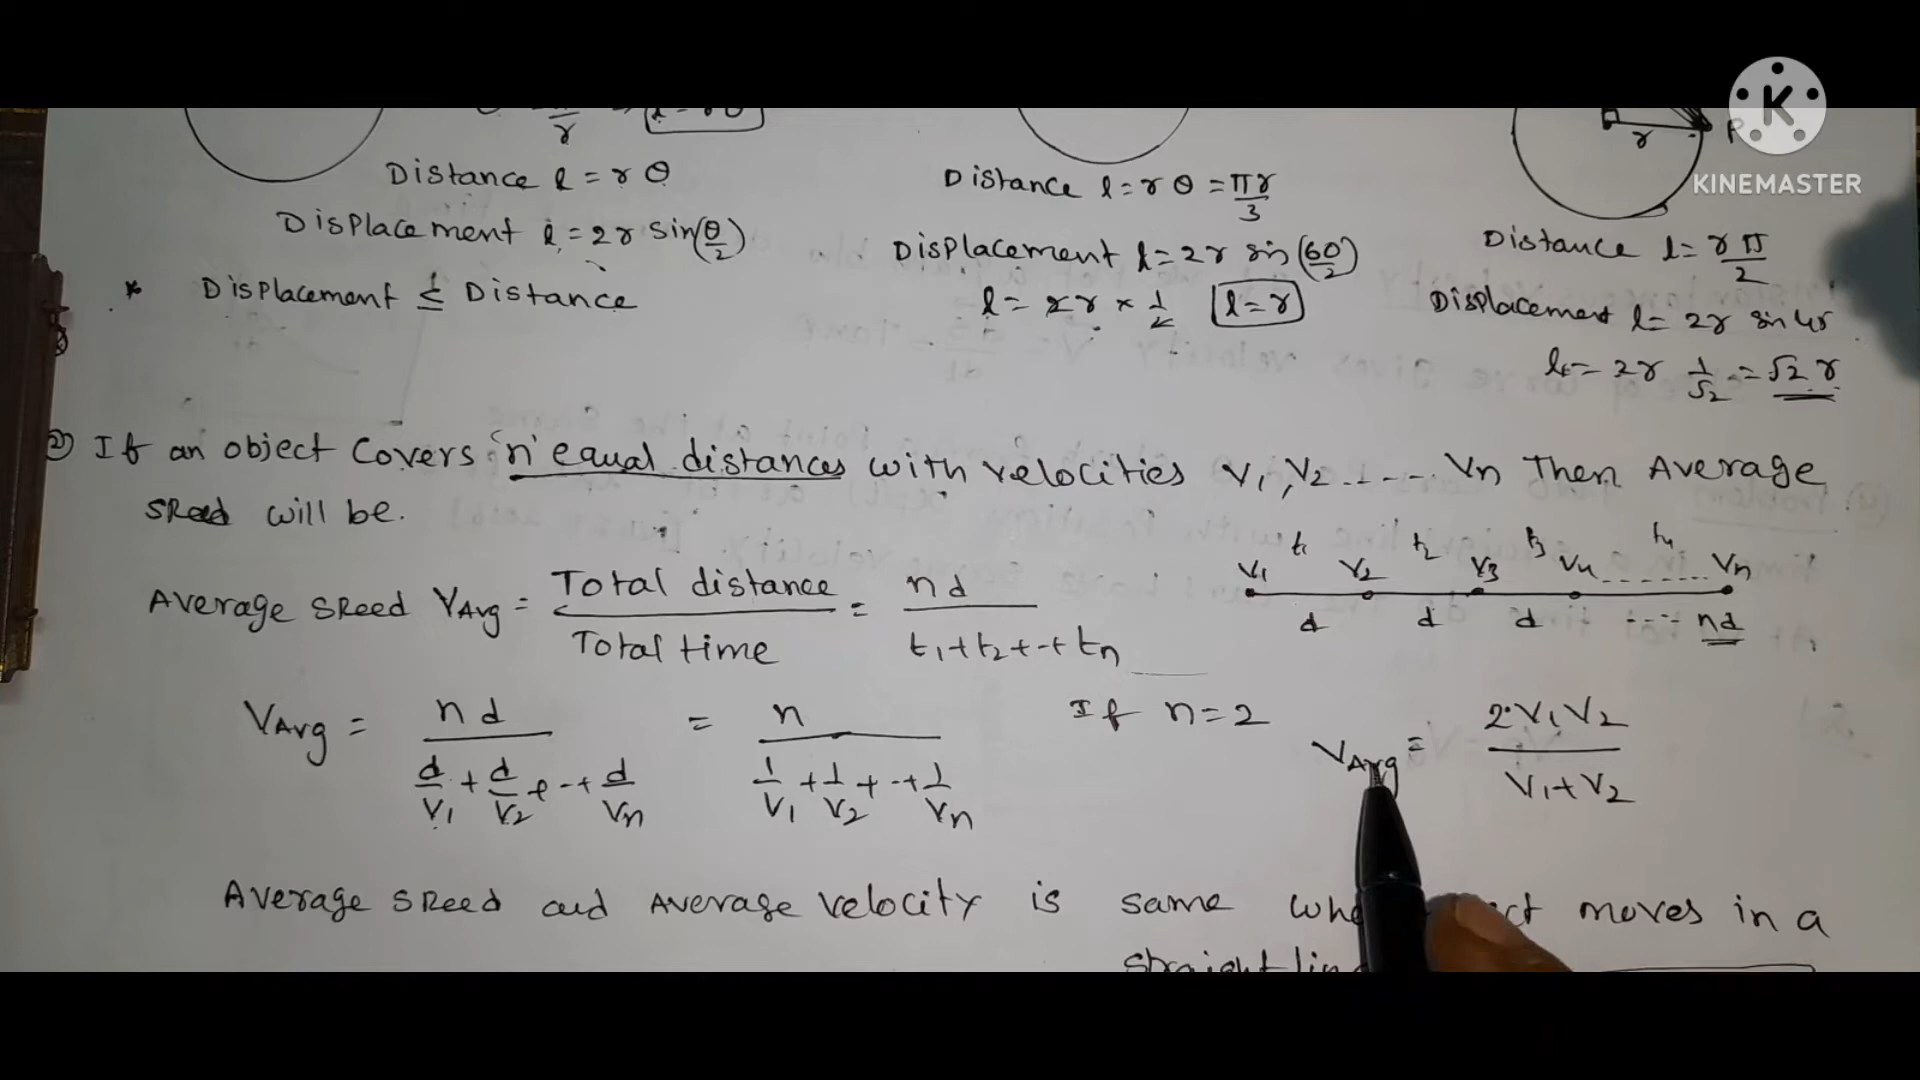 KINEMASTER
r
Distance l = r θ
Displacement l = 2r sin(θ/2)
* Displacement ≤ Distance
Distance l = r θ = πr/3
Displacement l = 2r sin(60/2)
l = 2r × 1/2 l = r
Distance l = r π/2
Displacement l = 2r sin 45
l = 2r 1/√2 = √2 r
2) If an object Covers 'n' equal distances with velocities V1, V2 ..... Vn Then Average
speed will be.
t1 t2 t3 tn
V1 V2 V3 V4 ....... Vn
d d d .... nd
Average speed VAvg = Total distance / Total time = nd / t1+t2+--+tn
VAvg = nd / d/V1 + d/V2 + --+ d/Vn = n / 1/V1 + 1/V2 + --+ 1/Vn
If n=2 VAvg = 2·V1V2 / V1+V2
Average speed and average velocity is same moves in a